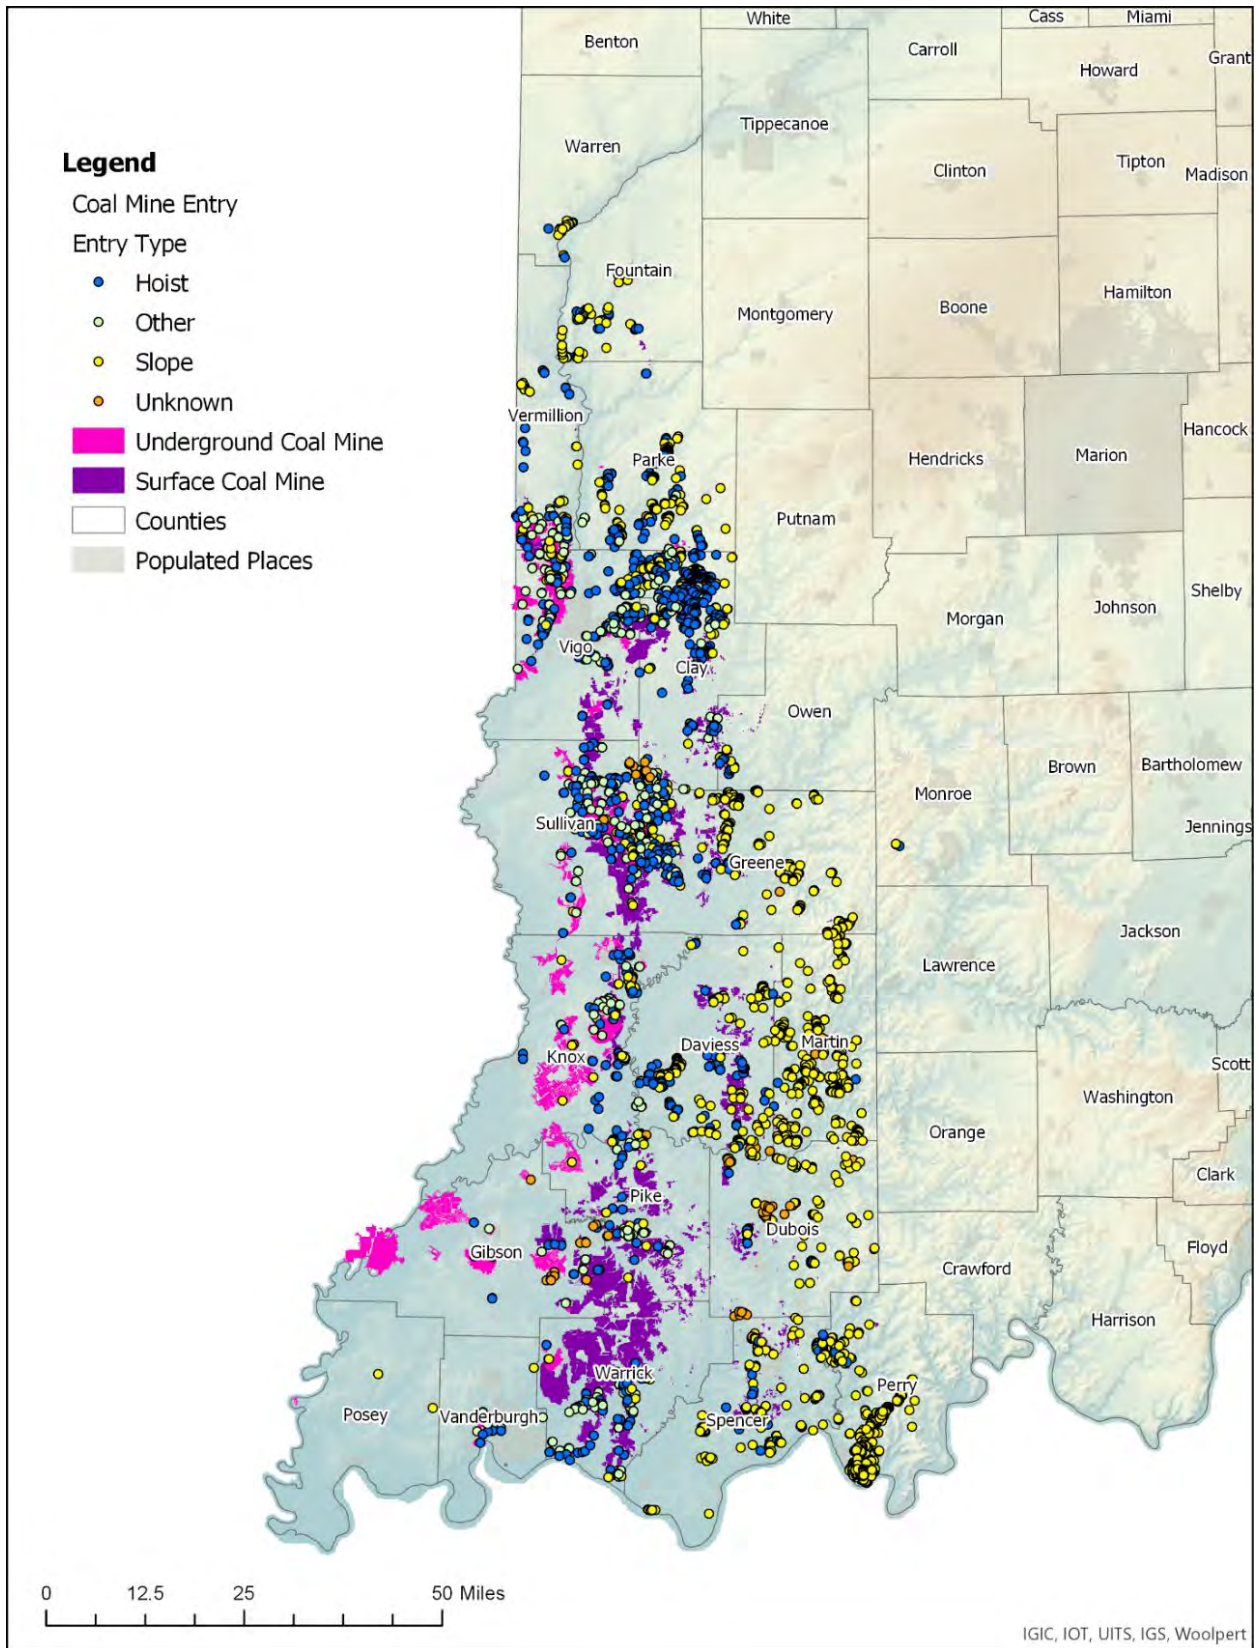 White
Cass
Miami
Benton
Carroll
Grant
Howard
Tippecanoe
Warren
Legend
Tipton
Clinton
Madison
Coal Mine Entry
Entry Type
Fountain
Hoist
Hamilton
Boone
Montgomery
Other
Slope
Unknown
Vermillion
Hancock
Underground Coal Mine
Marion
Parke
Hendricks
Surface Coal Mine
Counties
Putnam
Populated Places
Shelby
Johnson
Morgan
Vigo
Clay
Owen
Brown
Bartholomew
Monroe
Sullivan
Jennings
Greene
Jackson
Lawrence
Martin
Daviess
Knox
Scott
Washington
Orange
Clark
Pike
Dubois
Floyd
Gibson
Crawford
Harrison
Warrick
Perry
Posey
Vanderburgh
Spencer
0 12.5 25 50 Miles
IGIC, IOT, UITS, IGS, Woolpert